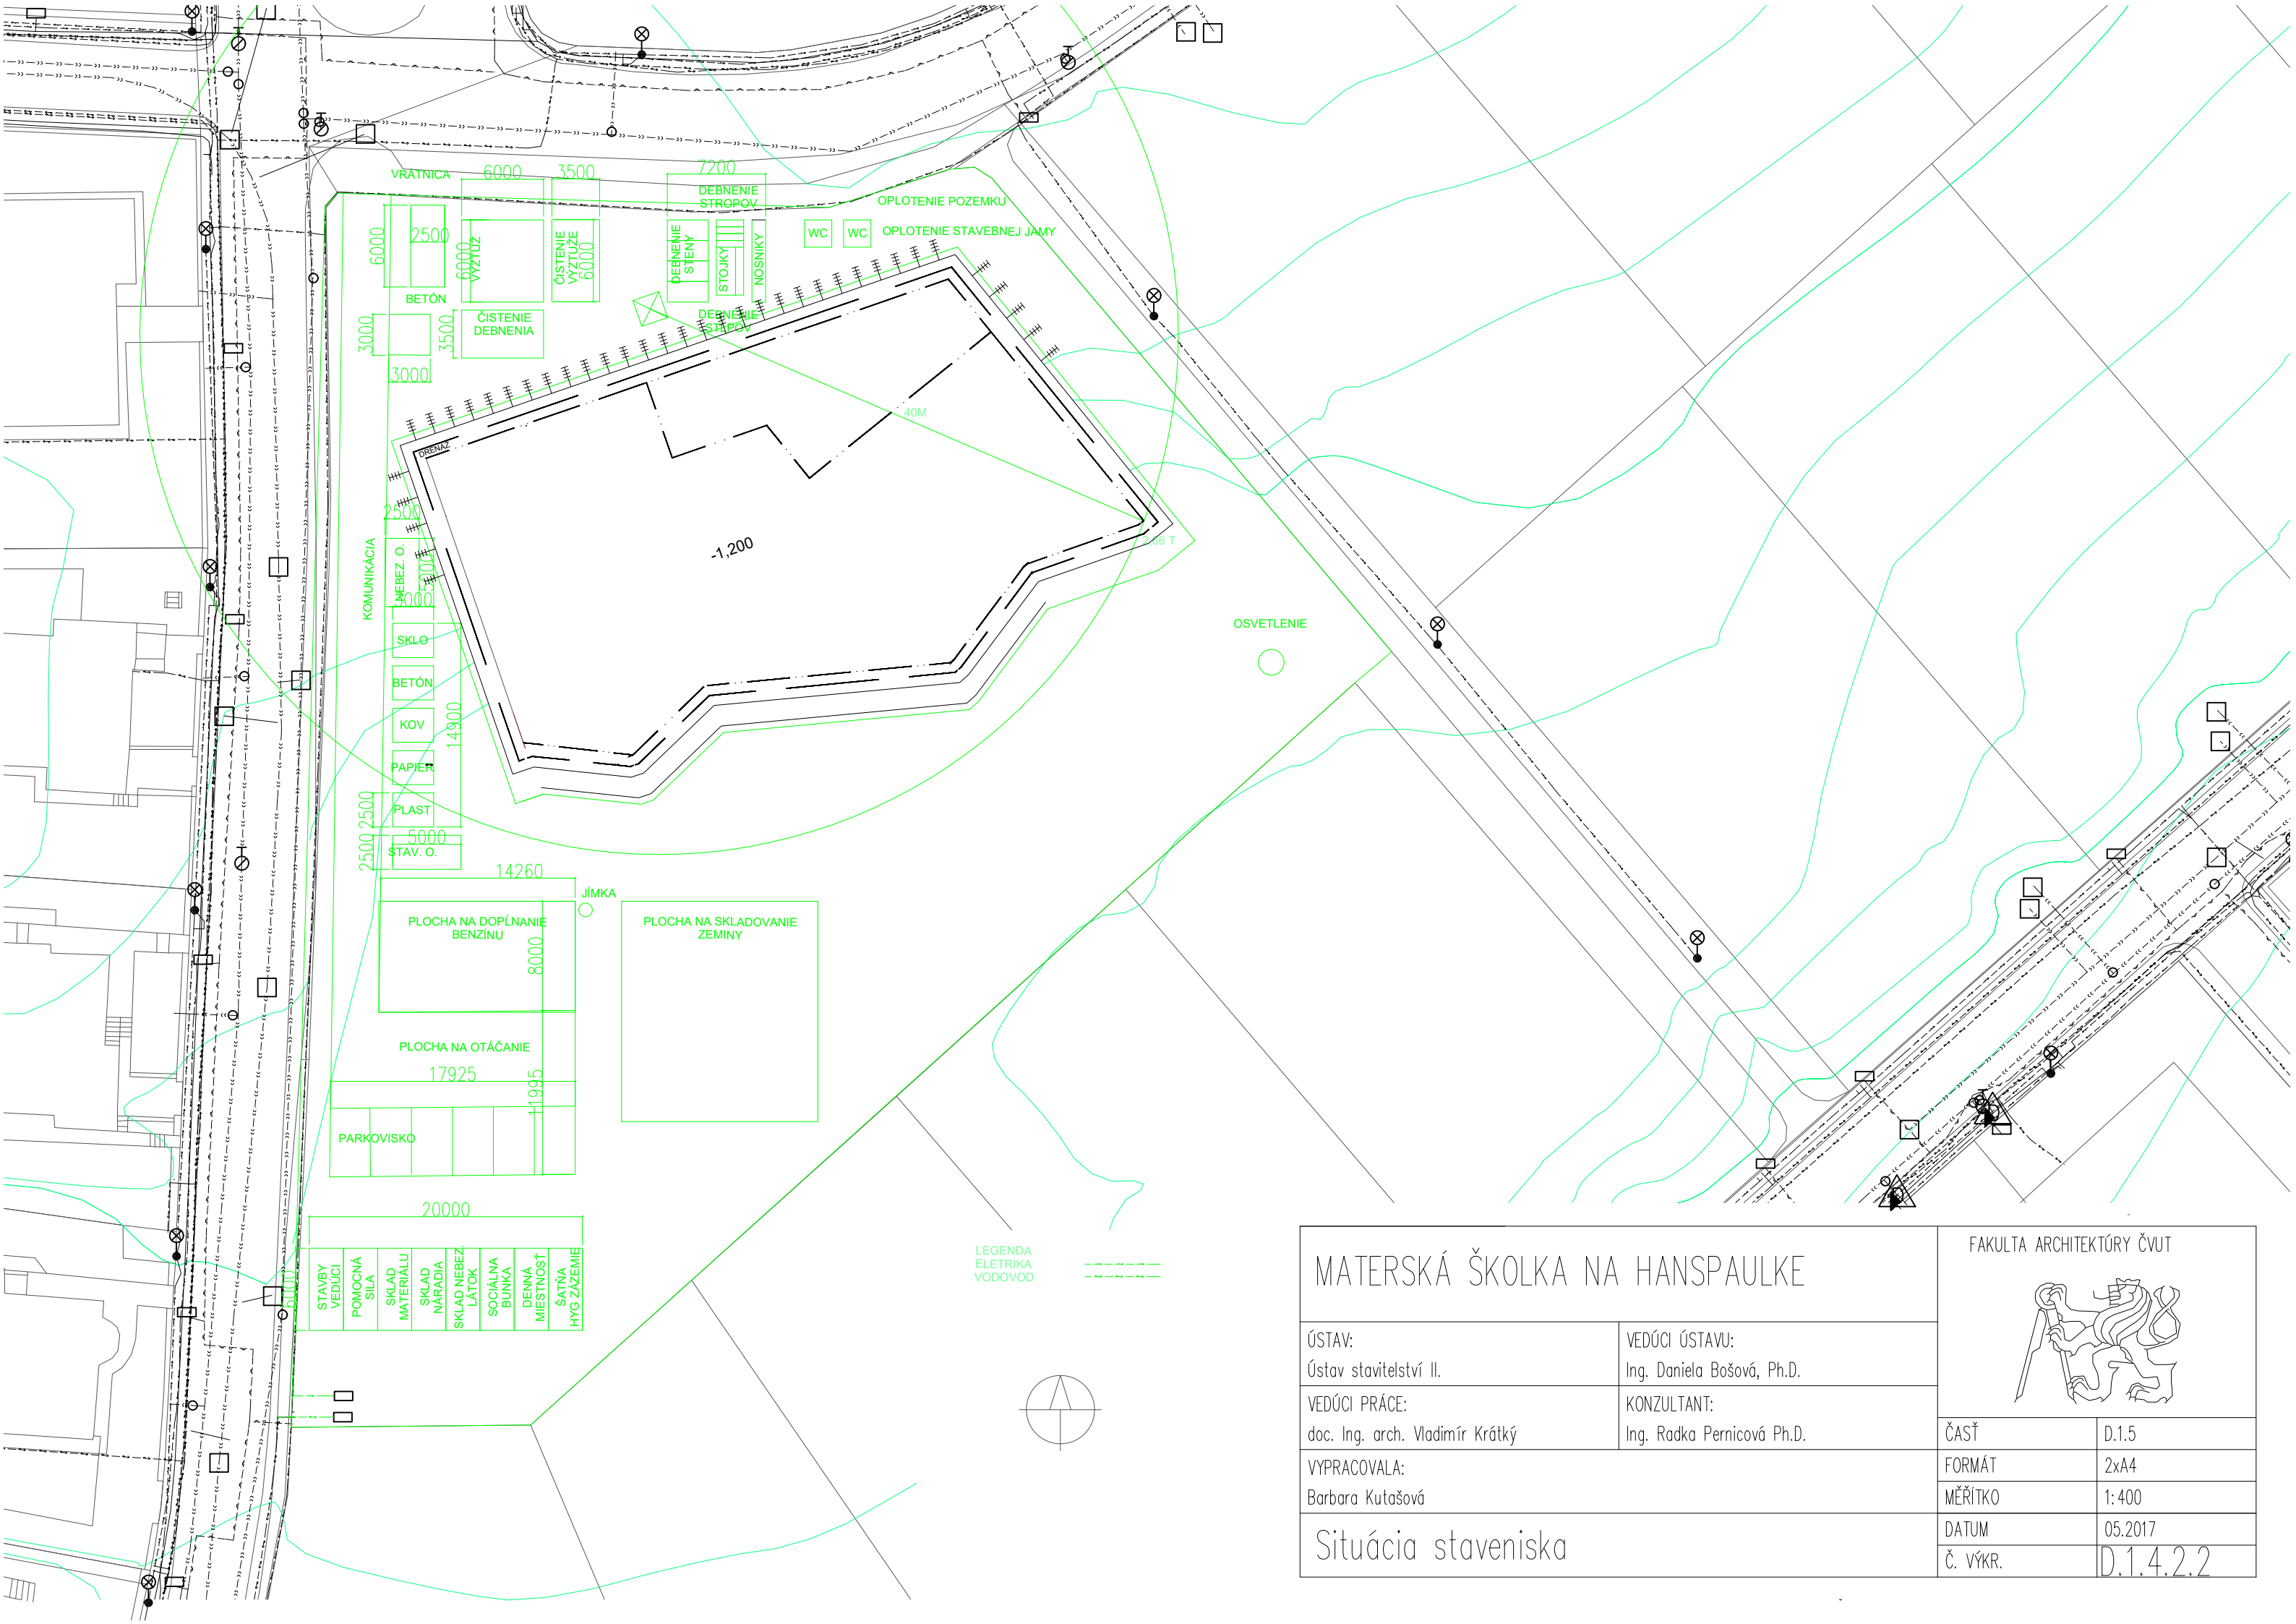 VRÁTNICA
6000
3500
7200
DEBNENIE
STROPOV
OPLOTENIE POZEMKU
6000
2500
6000
VÝZTUŽ
ČISTENIE
VÝZTUŽE
6000
DEBNENIE
STENY
STOJKY
NOSNÍKY
WC
WC
OPLOTENIE STAVEBNEJ JAMY
BETÓN
3000
3000
3500
ČISTENIE
DEBNENIA
DEBNENIE
40M
DRENÁŽ
-1,200
KOMUNIKÁCIA
2500
NEBEZ. O.
3000
SKLO
BETÓN
KOV
PAPIER
PLAST
14900
2500
2500
5000
STAV. O.
OSVETLENIE
14260
JÍMKA
PLOCHA NA DOPĹNANIE
BENZÍNU
8000
PLOCHA NA SKLADOVANIE
ZEMINY
PLOCHA NA OTÁČANIE
17925
11995
PARKOVISKO
20000
6000
STAVBY
VEDÚCI
POMOCNÁ
SILA
SKLAD
MATERIÁLU
SKLAD
NÁRADIA
SKLAD NEBEZ.
LÁTOK
SOCIÁLNA
BUNKA
DENNÁ
MIESTNOSŤ
ŠATŇA
HYG ZÁZEMIE
LEGENDA
ELETRIKA
VODOVOD
MATERSKÁ ŠKOLKA NA HANSPAULKE
FAKULTA ARCHITEKTÚRY ČVUT
ÚSTAV:
Ústav stavitelství II.
VEDÚCI ÚSTAVU:
Ing. Daniela Bošová, Ph.D.
VEDÚCI PRÁCE:
doc. Ing. arch. Vladimír Krátký
KONZULTANT:
Ing. Radka Pernicová Ph.D.
VYPRACOVALA:
Barbara Kutašová
Situácia staveniska
ČASŤ
D.1.5
FORMÁT
2xA4
MĚŘÍTKO
1:400
DATUM
05.2017
Č. VÝKR.
D.1.4.2.2